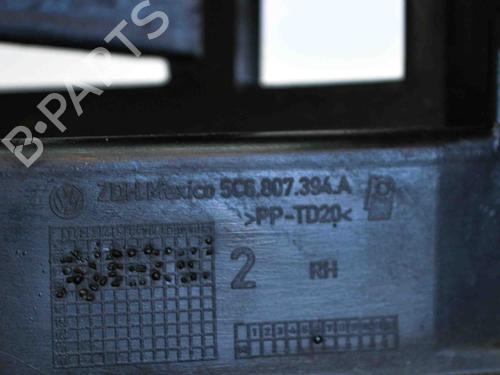 B-PARTS
ZDH Mexico 5C6.807.394.A
>PP-TD20<
2
RH